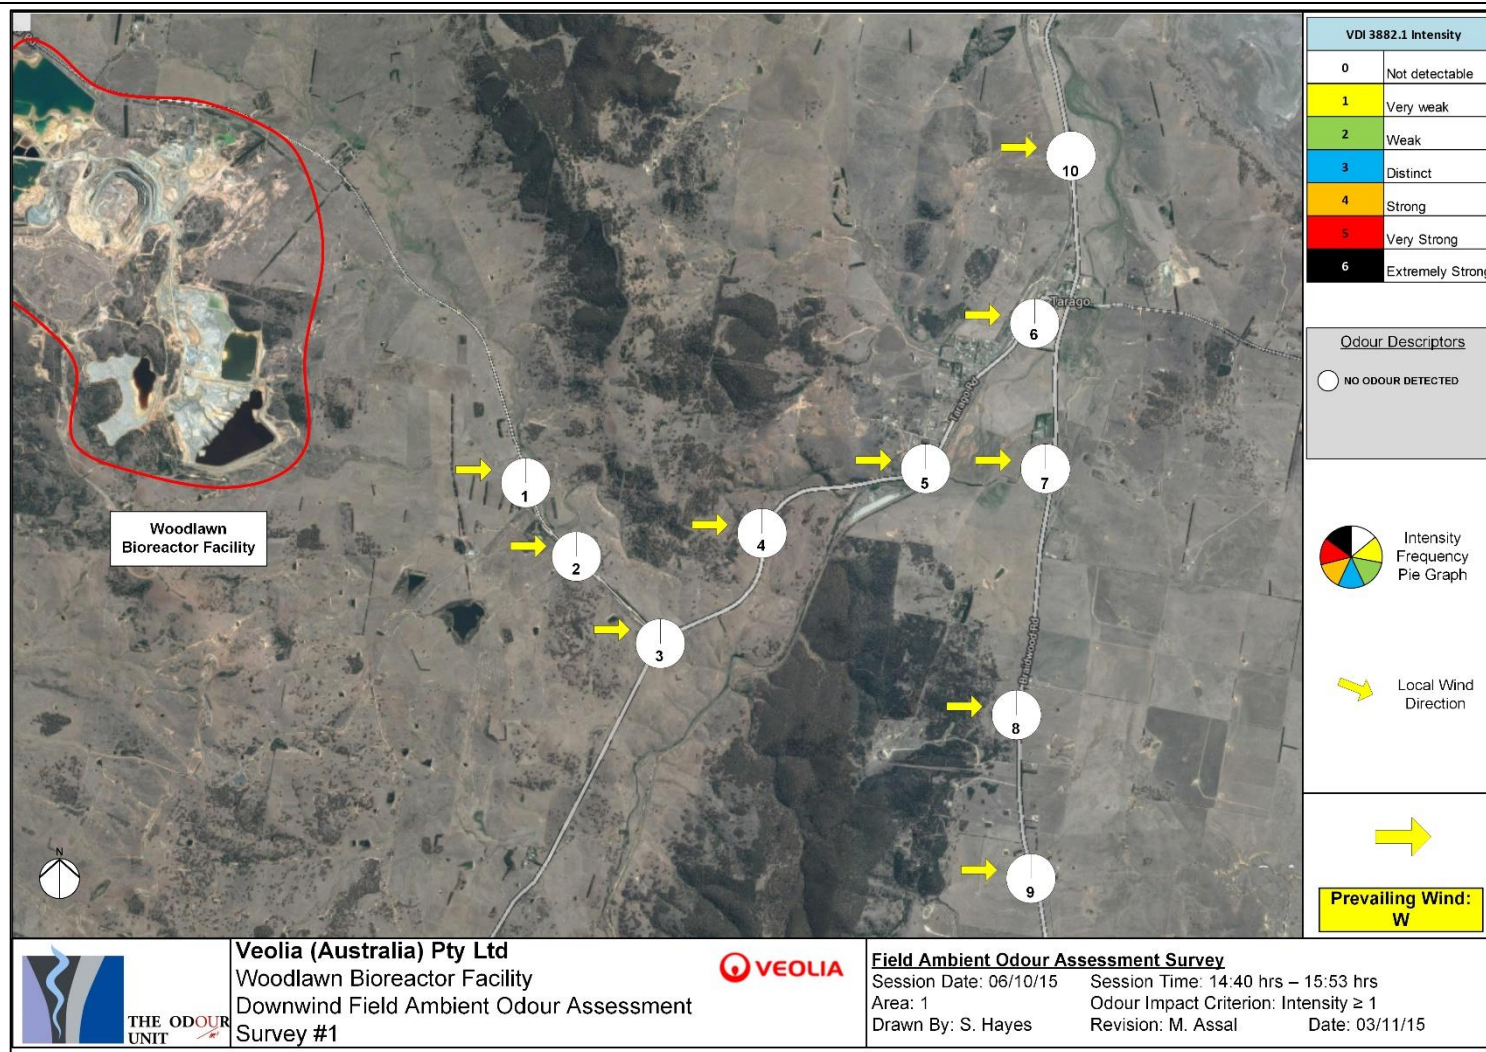 VDI 3882.1 Intensity
0 Not detectable
1 Very weak
2 Weak
3 Distinct
4 Strong
5 Very Strong
6 Extremely Strong
Odour Descriptors
NO ODOUR DETECTED
Intensity
Frequency
Pie Graph
Local Wind
Direction
Prevailing Wind:
W
10
6
Tarago
Tarago Rd
5
7
1
4
2
3
Braidwood Rd
8
9
Woodlawn
Bioreactor Facility
N
THE ODOUR
UNIT
Veolia (Australia) Pty Ltd
Woodlawn Bioreactor Facility
Downwind Field Ambient Odour Assessment
Survey #1
VEOLIA
Field Ambient Odour Assessment Survey
Session Date: 06/10/15 Session Time: 14:40 hrs – 15:53 hrs
Area: 1 Odour Impact Criterion: Intensity ≥ 1
Drawn By: S. Hayes Revision: M. Assal Date: 03/11/15